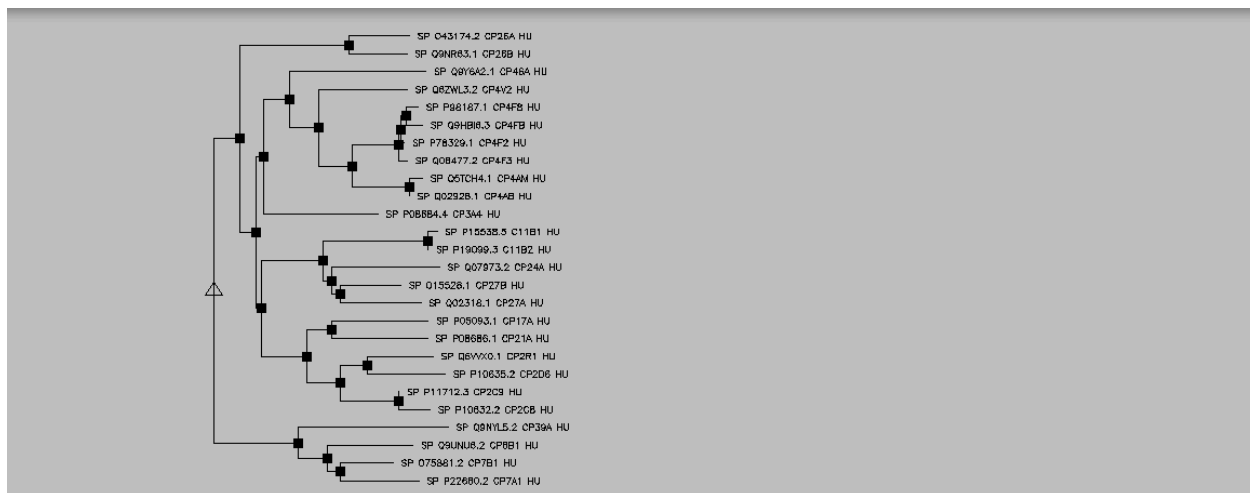 SP O43174.2 CP26A HU
SP Q9NR63.1 CP26B HU
SP Q9Y6A2.1 CP46A HU
SP Q6ZWL3.2 CP4V2 HU
SP P98187.1 CP4F8 HU
SP Q9HBI6.3 CP4FB HU
SP P78329.1 CP4F2 HU
SP Q08477.2 CP4F3 HU
SP Q5TCH4.1 CP4AM HU
SP Q02928.1 CP4AB HU
SP P08684.4 CP3A4 HU
SP P15538.5 C11B1 HU
SP P19099.3 C11B2 HU
SP Q07973.2 CP24A HU
SP O15528.1 CP27B HU
SP Q02318.1 CP27A HU
SP P05093.1 CP17A HU
SP P08686.1 CP21A HU
SP Q6VVX0.1 CP2R1 HU
SP P10635.2 CP2D6 HU
SP P11712.3 CP2C9 HU
SP P10632.2 CP2C8 HU
SP Q9NYL5.2 CP39A HU
SP Q9UNU6.2 CP8B1 HU
SP O75881.2 CP7B1 HU
SP P22680.2 CP7A1 HU